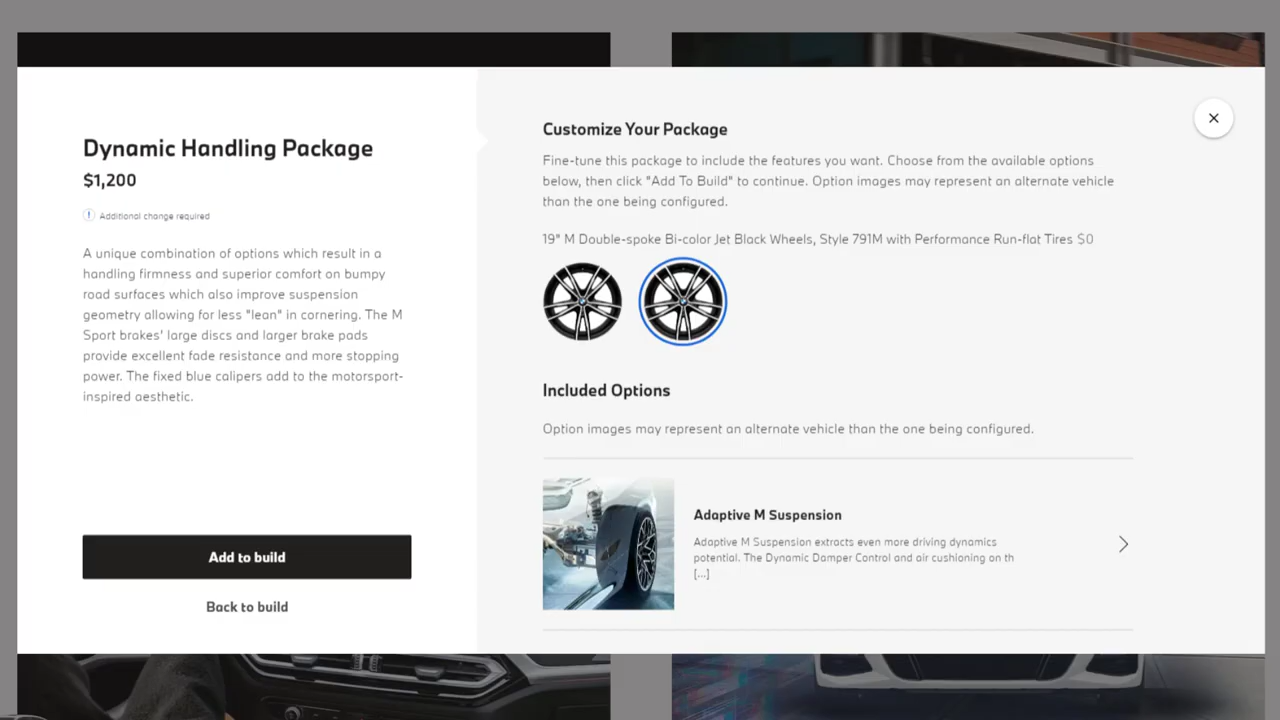 Dynamic Handling Package
$1,200
! Additional change required
A unique combination of options which result in a
handling firmness and superior comfort on bumpy
road surfaces which also improve suspension
geometry allowing for less "lean" in cornering. The M
Sport brakes' large discs and larger brake pads
provide excellent fade resistance and more stopping
power. The fixed blue calipers add to the motorsport-
inspired aesthetic.
Add to build
Back to build
Customize Your Package
Fine-tune this package to include the features you want. Choose from the available options
below, then click "Add To Build" to continue. Option images may represent an alternate vehicle
than the one being configured.
19" M Double-spoke Bi-color Jet Black Wheels, Style 791M with Performance Run-flat Tires $0
Included Options
Option images may represent an alternate vehicle than the one being configured.
Adaptive M Suspension
Adaptive M Suspension extracts even more driving dynamics
potential. The Dynamic Damper Control and air cushioning on th
[...]